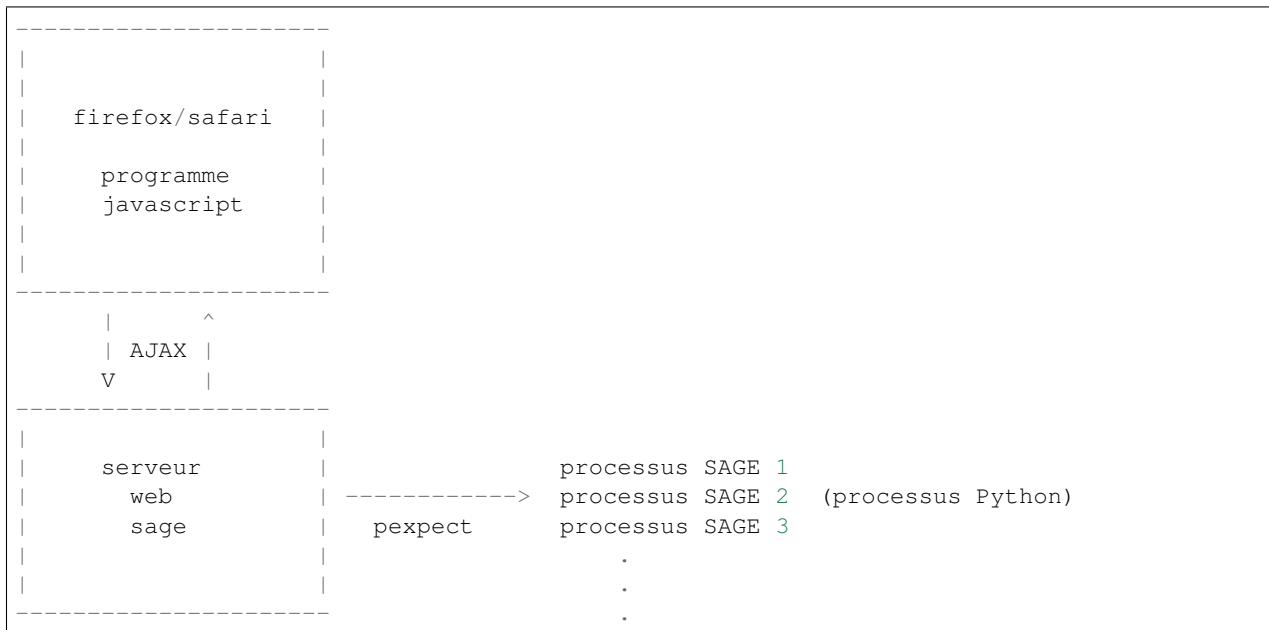 ----------------------
|                    |
|                    |
|   firefox/safari   |
|                    |
|     programme      |
|     javascript     |
|                    |
|                    |
----------------------
      |      ^
      | AJAX |
      V      |
----------------------
|                    |
|     serveur        |                processus SAGE 1
|       web          | ------------>  processus SAGE 2  (processus Python)
|       sage         |   pexpect      processus SAGE 3
|                    |                    .
|                    |                    .
----------------------                    .